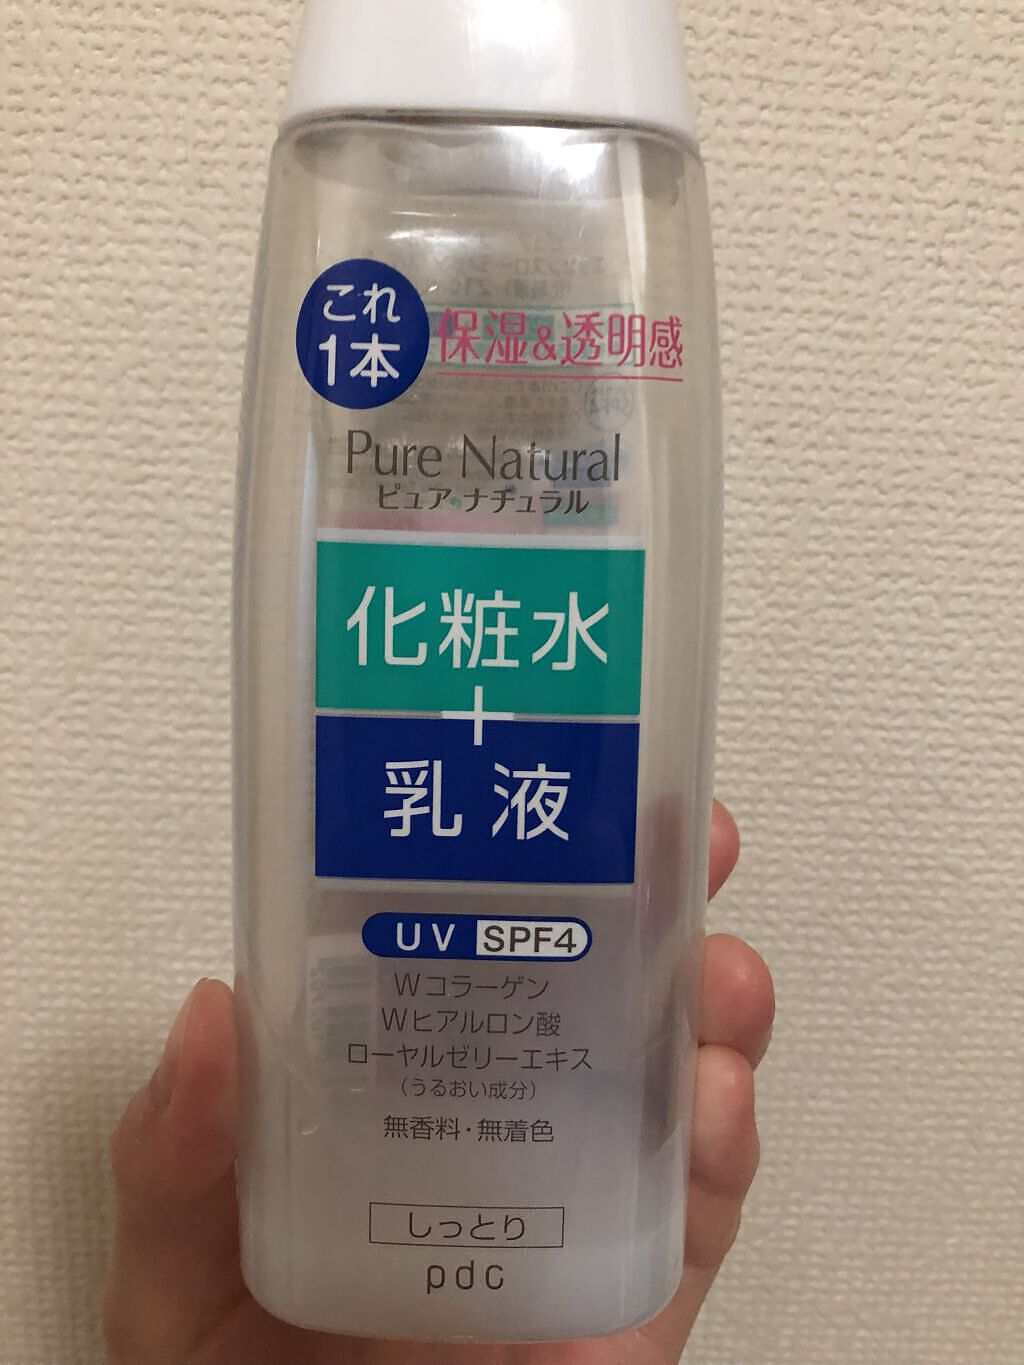 これ
1本
保湿&透明感
Pure Natural
ピュア ナチュラル
化粧水
+
乳液
UV SPF4
Wコラーゲン
Wヒアルロン酸
ローヤルゼリーエキス
(うるおい成分)
無香料・無着色
しっとり
pdc